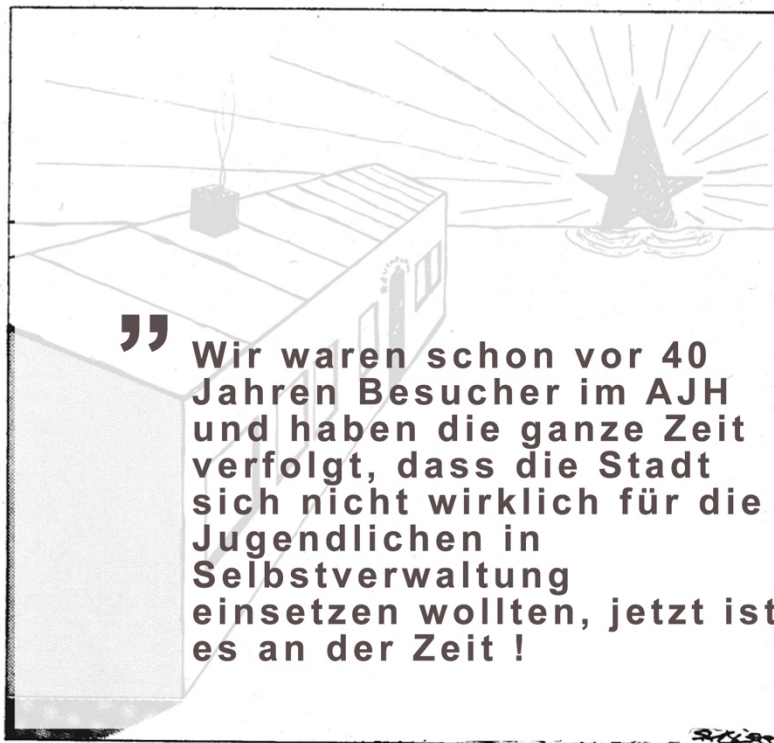 ”
Wir waren schon vor 40
Jahren Besucher im AJH
und haben die ganze Zeit
verfolgt, dass die Stadt
sich nicht wirklich für die
Jugendlichen in
Selbstverwaltung
einsetzen wollten, jetzt ist
es an der Zeit !